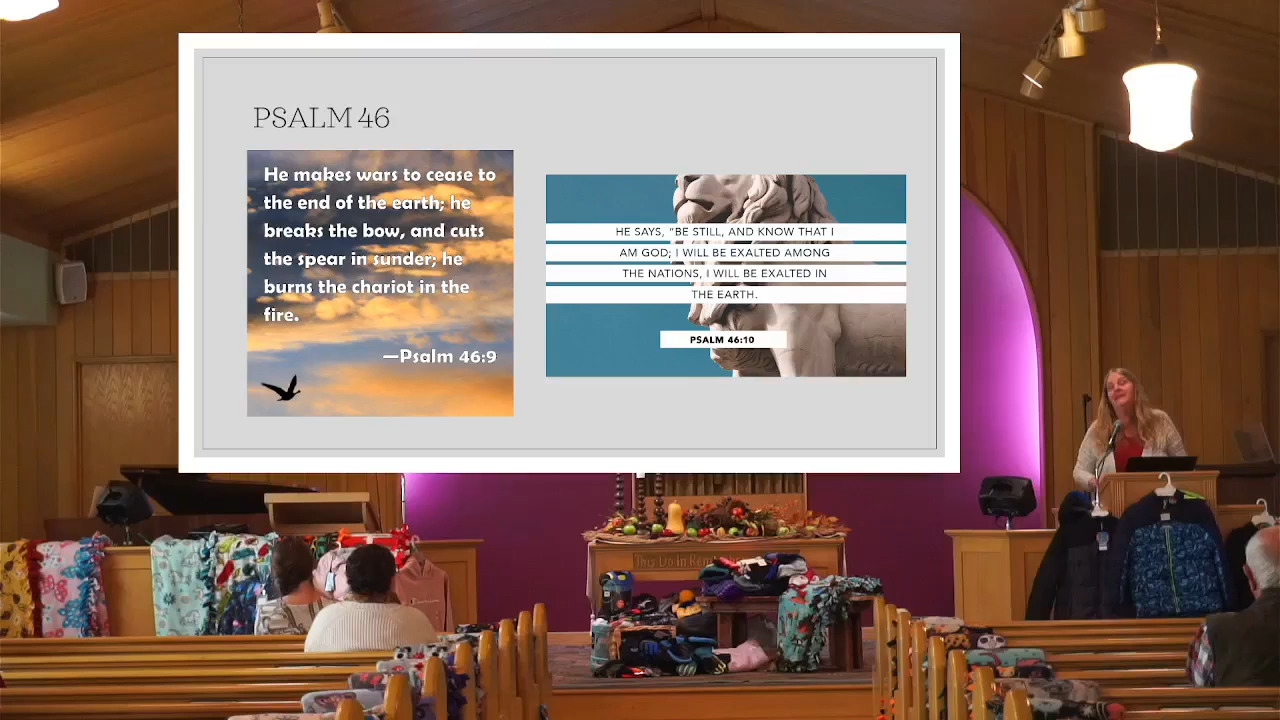 PSALM 46
He makes wars to cease to
the end of the earth; he
breaks the bow, and cuts
the spear in sunder; he
burns the chariot in the
fire.
—Psalm 46:9
HE SAYS, "BE STILL, AND KNOW THAT I
AM GOD; I WILL BE EXALTED AMONG
THE NATIONS, I WILL BE EXALTED IN
THE EARTH.
PSALM 46:10
This Do In